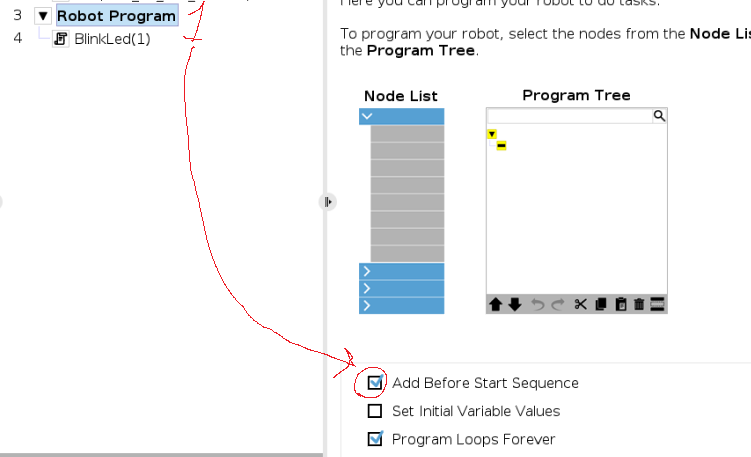 3 Robot Program
4 BlinkLed(1)
Here you can program your robot to do tasks.
To program your robot, select the nodes from the Node Lis
the Program Tree.
Node List
Program Tree
Add Before Start Sequence
Set Initial Variable Values
Program Loops Forever